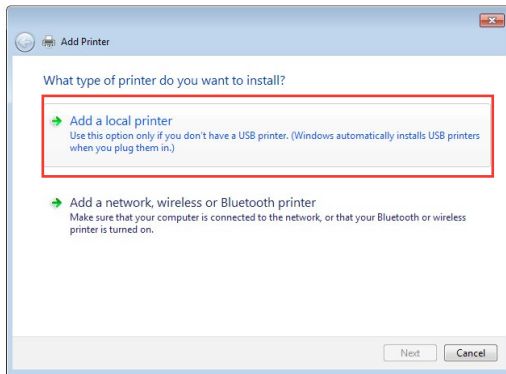 Add Printer
What type of printer do you want to install?
Add a local printer
Use this option only if you don't have a USB printer. (Windows automatically installs USB printers
when you plug them in.)
Add a network, wireless or Bluetooth printer
Make sure that your computer is connected to the network, or that your Bluetooth or wireless
printer is turned on.
Next Cancel